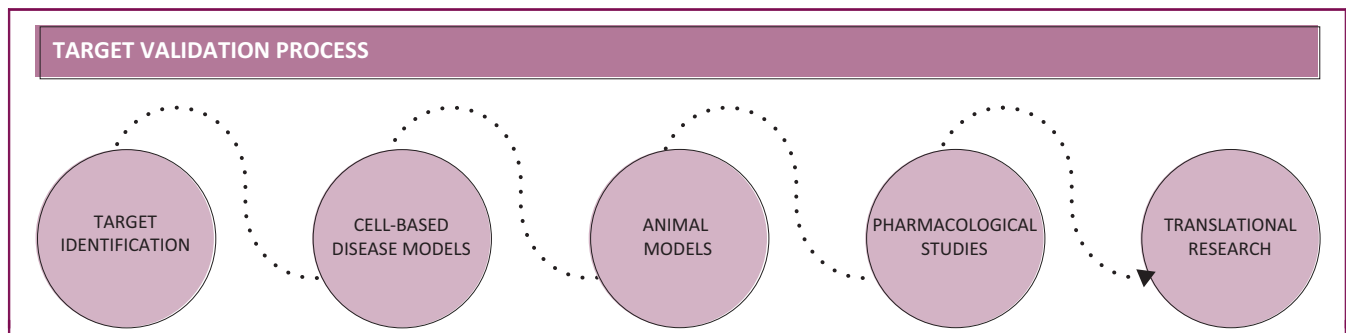 TARGET VALIDATION PROCESS
TARGET
IDENTIFICATION
CELL-BASED
DISEASE MODELS
ANIMAL
MODELS
PHARMACOLOGICAL
STUDIES
TRANSLATIONAL
RESEARCH